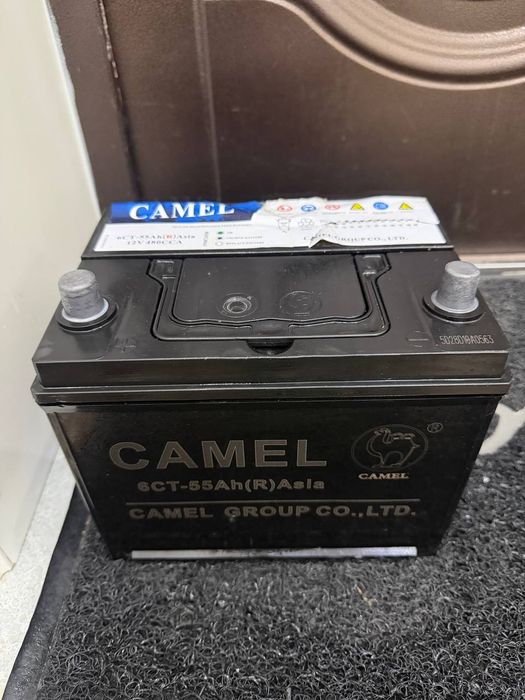 CAMEL
6CT-55Ah(R)Asia
12V 480CCA
CAMEL GROUP CO.,LTD.
5D28D18A0563
CAMEL
6CT-55Ah(R)Asia
CAMEL GROUP CO.,LTD.
®
CAMEL